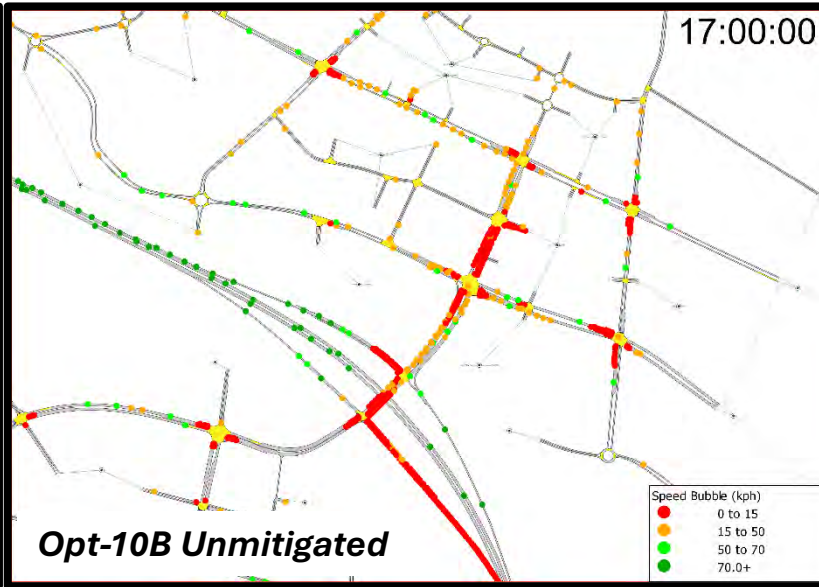 17:00:00
Speed Bubble (kph)
0 to 15
15 to 50
50 to 70
70.0+
Opt-10B Unmitigated